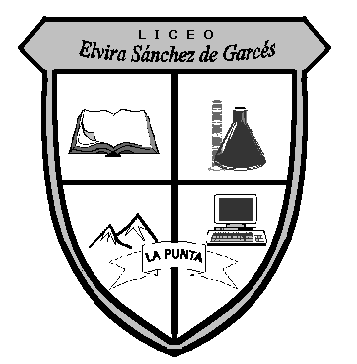 LICEO
Elvira Sánchez de Garcés
LA PUNTA